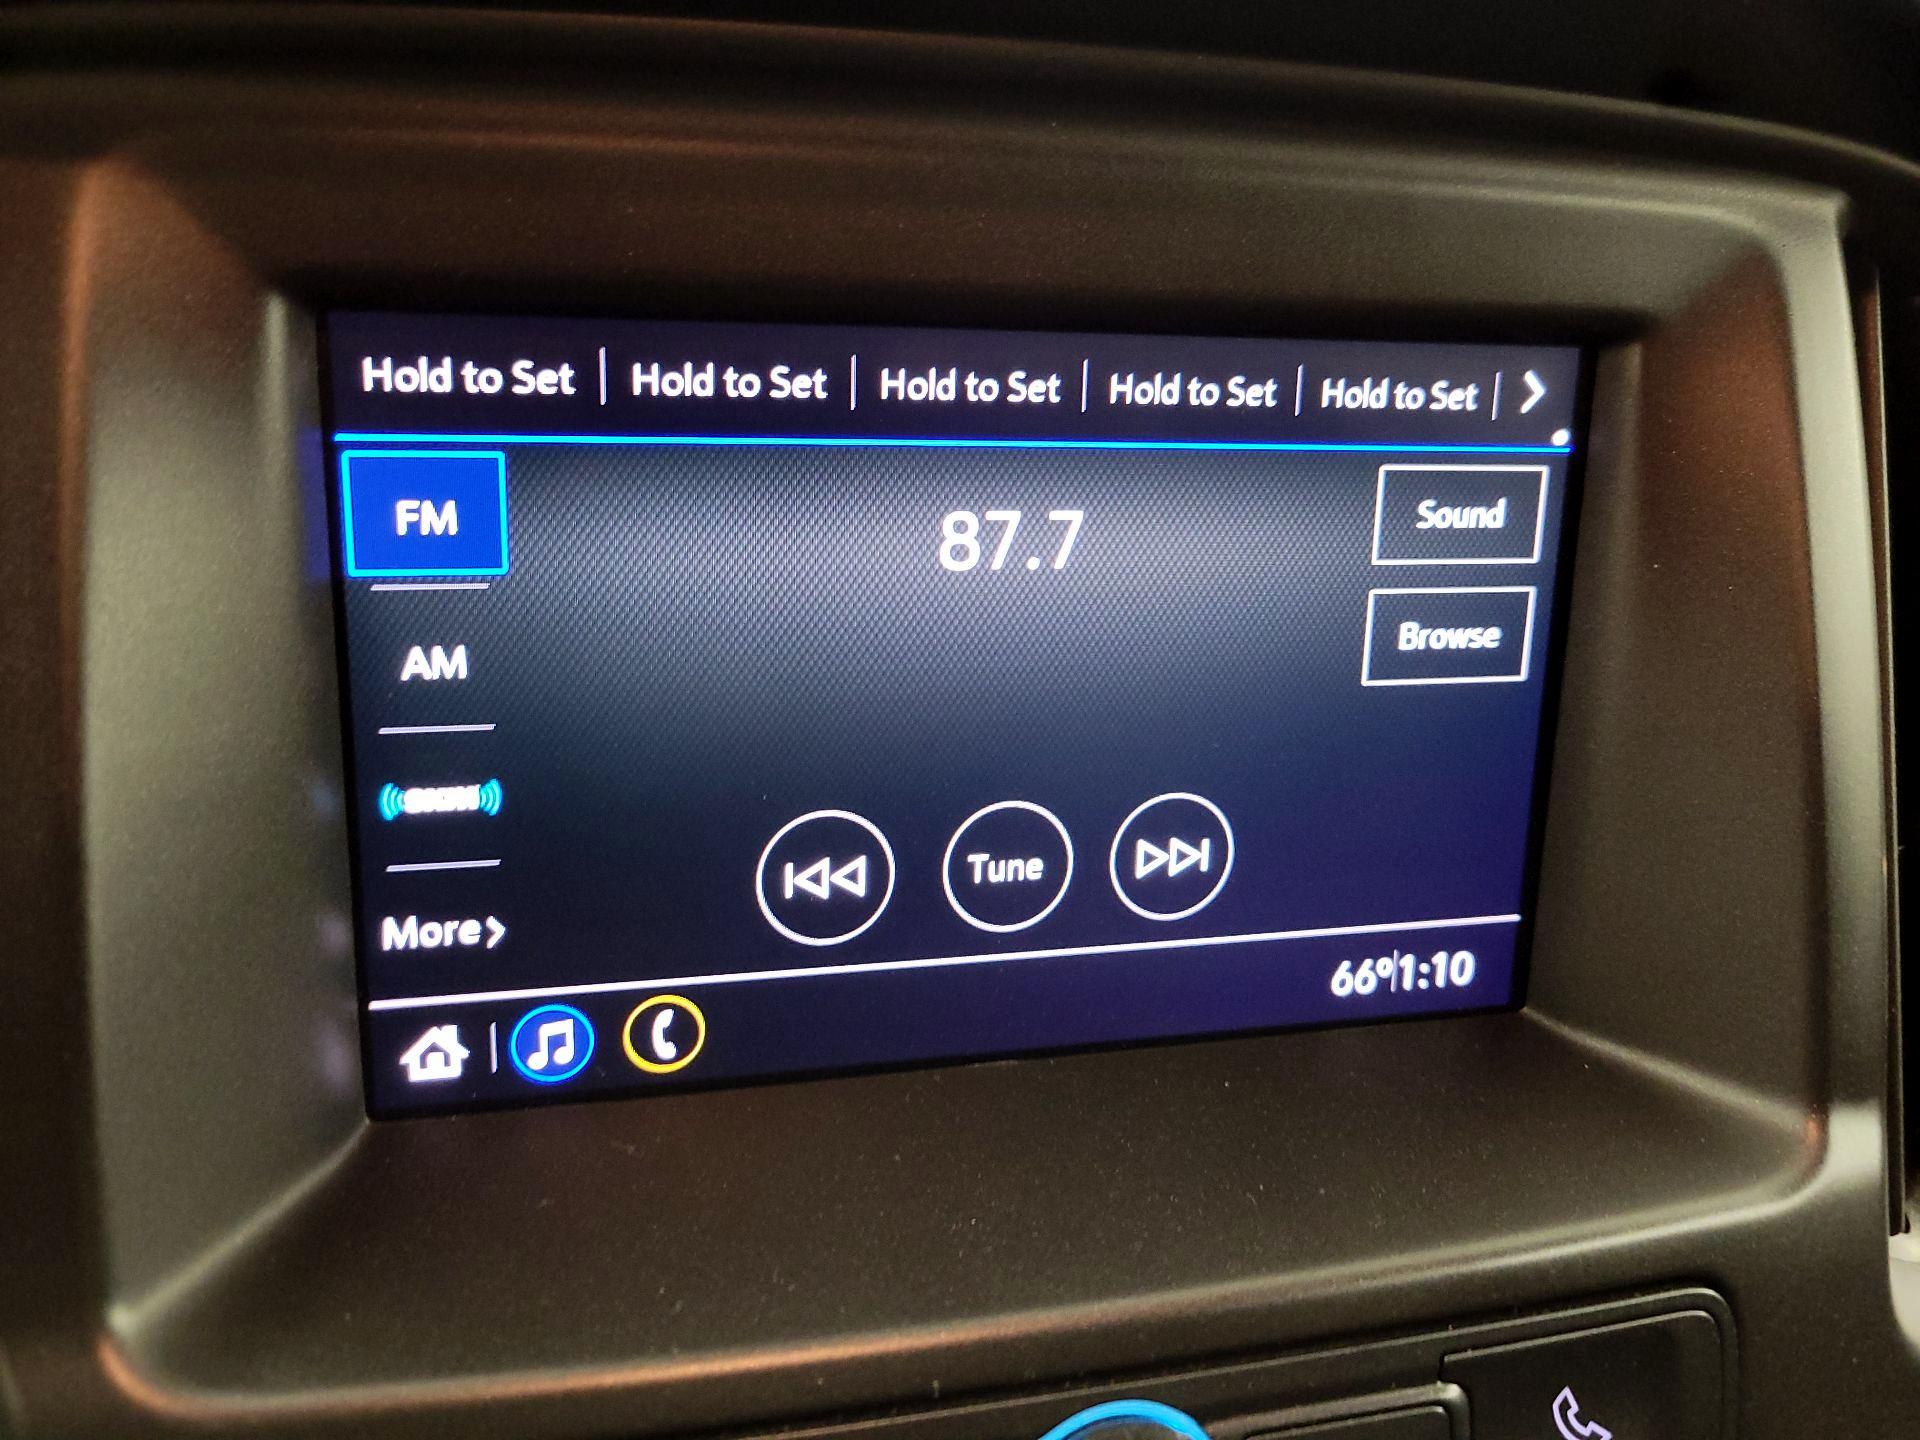 Hold to Set | Hold to Set | Hold to Set | Hold to Set | Hold to Set |
FM
87.7
Sound
Browse
AM
Tune
More
66°|1:10